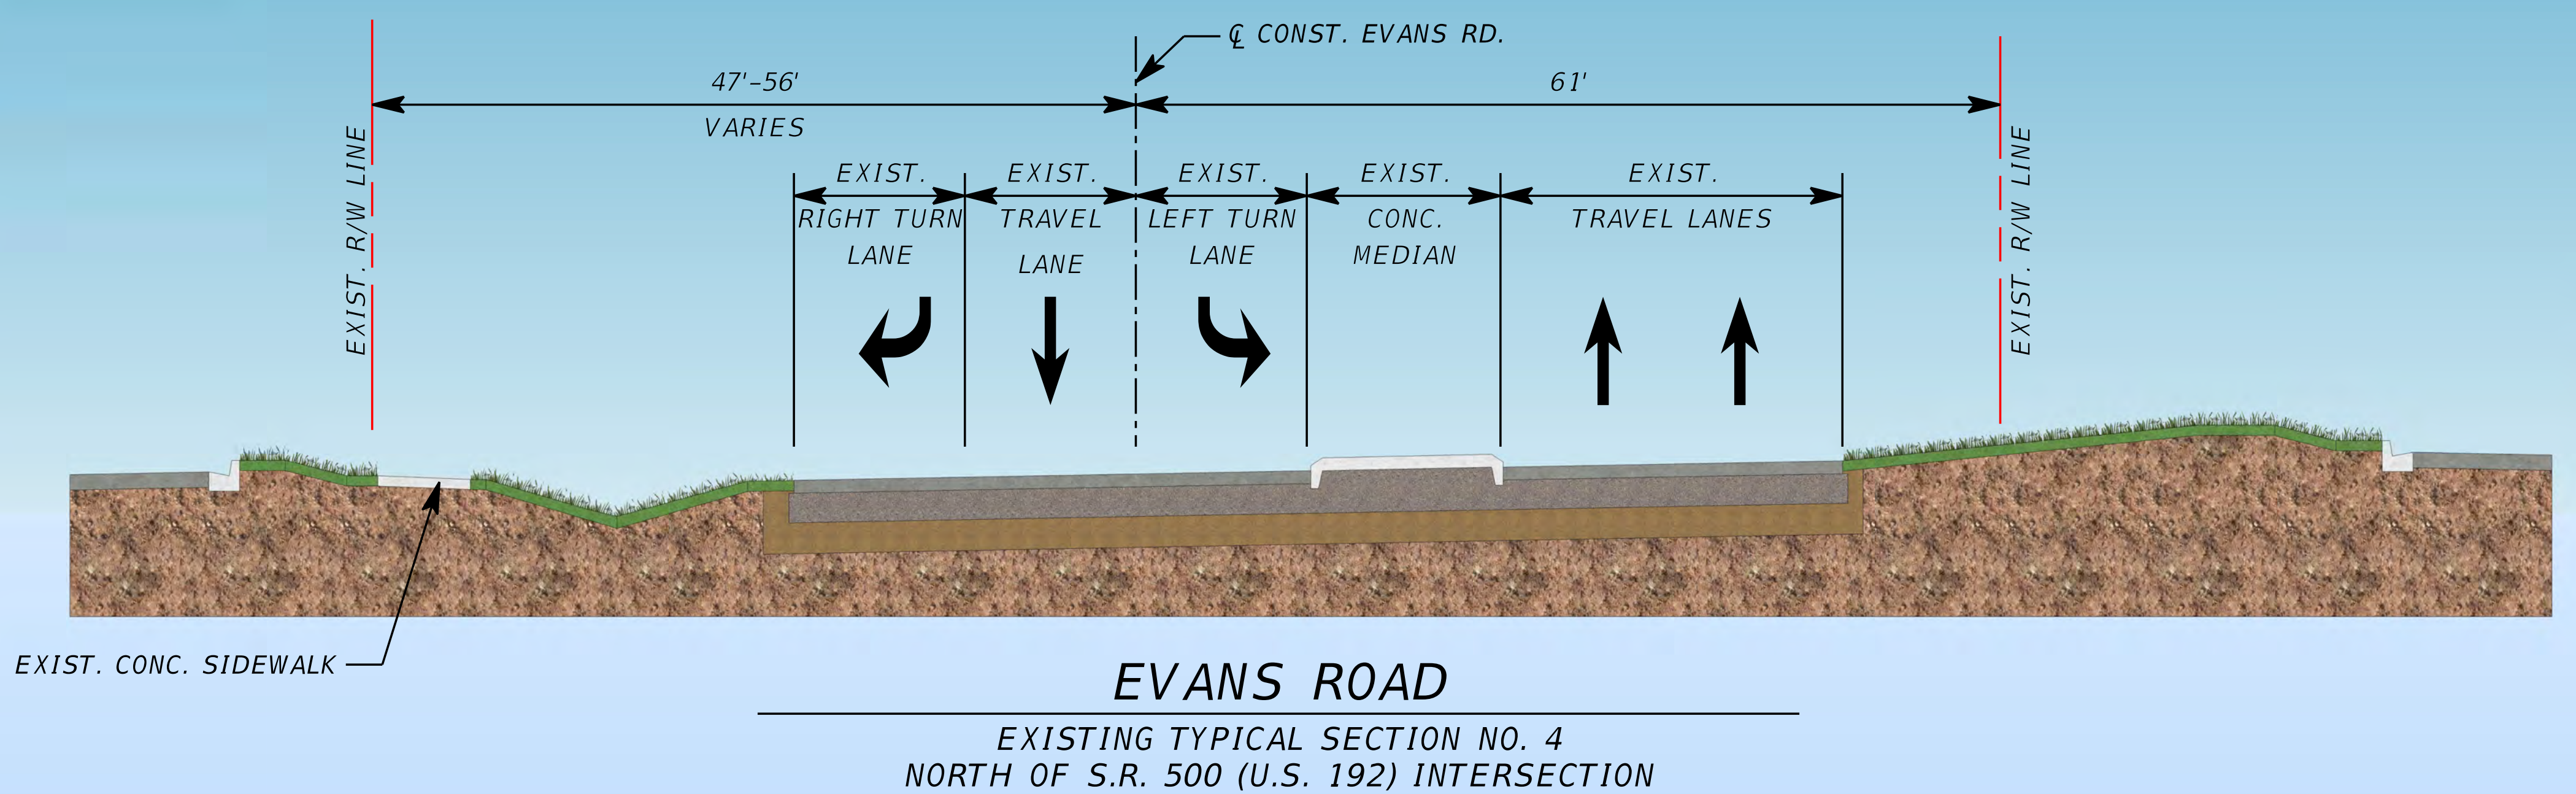 ℄ CONST. EVANS RD.
47'-56'
VARIES
61'
EXIST. R/W LINE
EXIST.
RIGHT TURN
LANE
EXIST.
TRAVEL
LANE
EXIST.
LEFT TURN
LANE
EXIST.
CONC.
MEDIAN
EXIST.
TRAVEL LANES
EXIST. R/W LINE
EXIST. CONC. SIDEWALK
EVANS ROAD
EXISTING TYPICAL SECTION NO. 4
NORTH OF S.R. 500 (U.S. 192) INTERSECTION